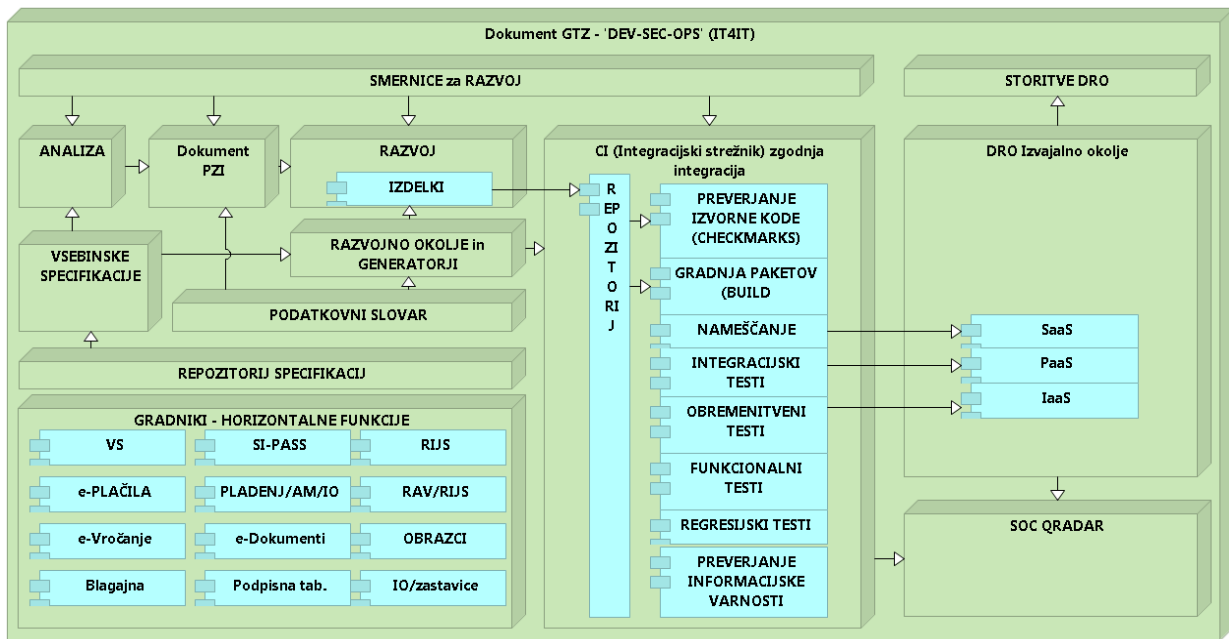 Dokument GTZ - 'DEV-SEC-OPS' (IT4IT)
SMERNICE za RAZVOJ
STORITVE DRO
ANALIZA
Dokument
PZI
RAZVOJ
IZDELKI
CI (Integracijski strežnik) zgodnja
integracija
DRO Izvajalno okolje
R
EP
O
ZI
T
O
RIJ
PREVERJANJE
IZVORNE KODE
(CHECKMARKS)
VSEBINSKE
SPECIFIKACIJE
RAZVOJNO OKOLJE in
GENERATORJI
GRADNJA PAKETOV
(BUILD
PODATKOVNI SLOVAR
NAMEŠČANJE
SaaS
INTEGRACIJSKI
TESTI
PaaS
REPOZITORIJ SPECIFIKACIJ
IaaS
OBREMENITVENI
TESTI
GRADNIKI - HORIZONTALNE FUNKCIJE
VS
SI-PASS
RIJS
FUNKCIONALNI
TESTI
e-PLAČILA
PLADENJ/AM/IO
RAV/RIJS
REGRESIJSKI TESTI
SOC QRADAR
e-Vročanje
e-Dokumenti
OBRAZCI
PREVERJANJE
INFORMACIJSKE
VARNOSTI
Blagajna
Podpisna tab.
IO/zastavice